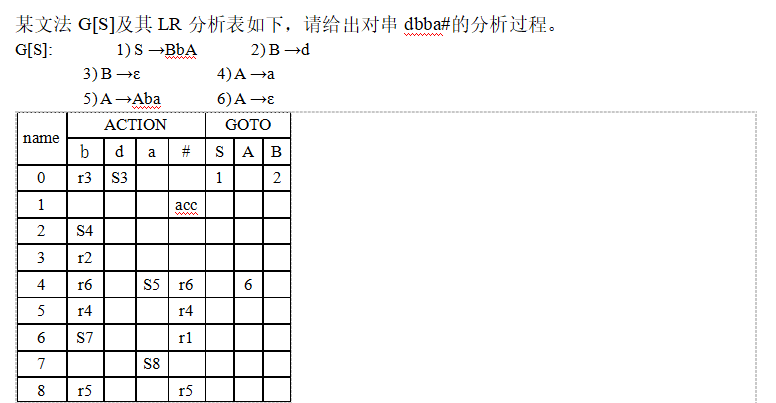 某文法 G[S]及其 LR 分析表如下，请给出对串 dbba#的分析过程。
G[S]: 1) S →BbA 2) B →d
3) B →ε 4) A →a
5) A →Aba 6) A →ε
name ACTION GOTO
b d a # S A B
0 r3 S3 1 2
1 acc
2 S4
3 r2
4 r6 S5 r6 6
5 r4 r4
6 S7 r1
7 S8
8 r5 r5